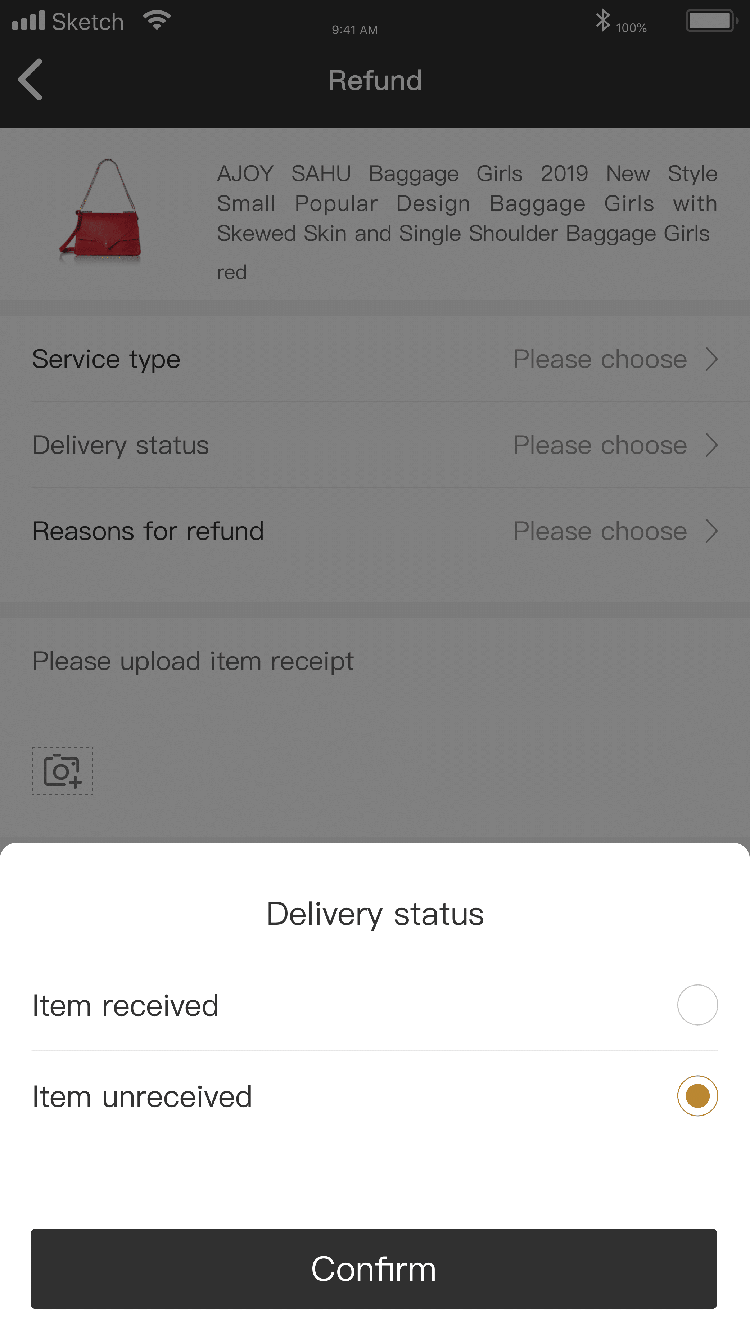 Sketch
9:41 AM
100%
Refund
AJOY SAHU Baggage Girls 2019 New Style
Small Popular Design Baggage Girls with
Skewed Skin and Single Shoulder Baggage Girls
red
Service type Please choose
Delivery status Please choose
Reasons for refund Please choose
Please upload item receipt
Delivery status
Item received
Item unreceived
Confirm